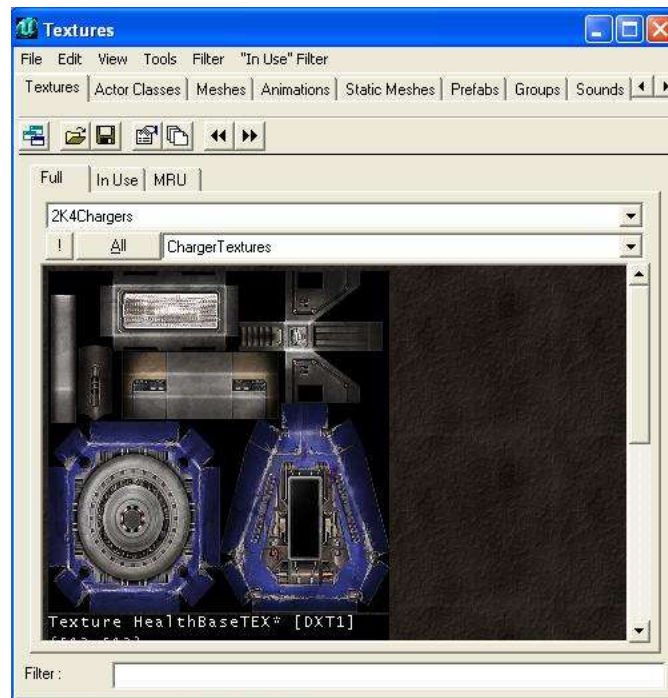 Textures
File Edit View Tools Filter "In Use" Filter
Textures Actor Classes Meshes Animations Static Meshes Prefabs Groups Sounds
Full In Use MRU
2K4Chargers
! All ChargerTextures
Texture HealthBaseTEX* [DXT1]
Filter :